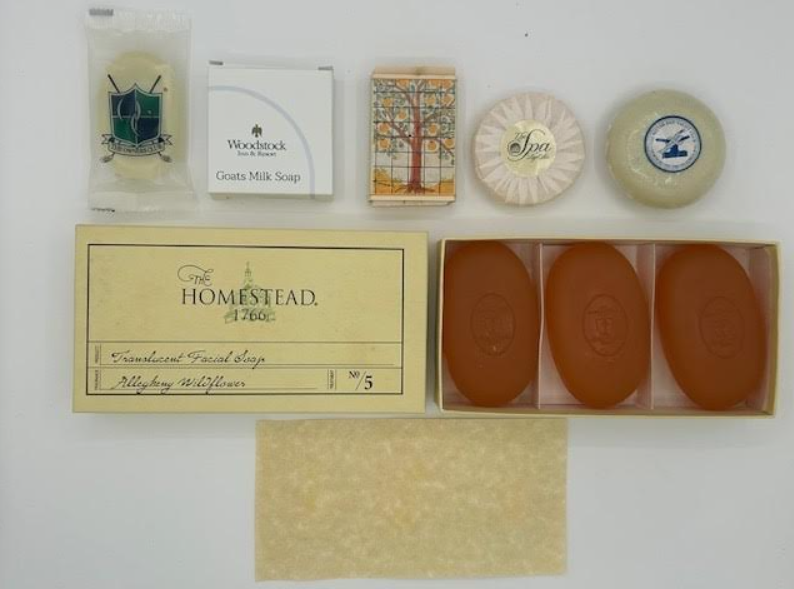 Woodstock
Inn & Resort
Goats Milk Soap
The
Spa
THE
HOMESTEAD.
1766
Translucent Facial Soap
Allegheny Wildflower
Nº/5